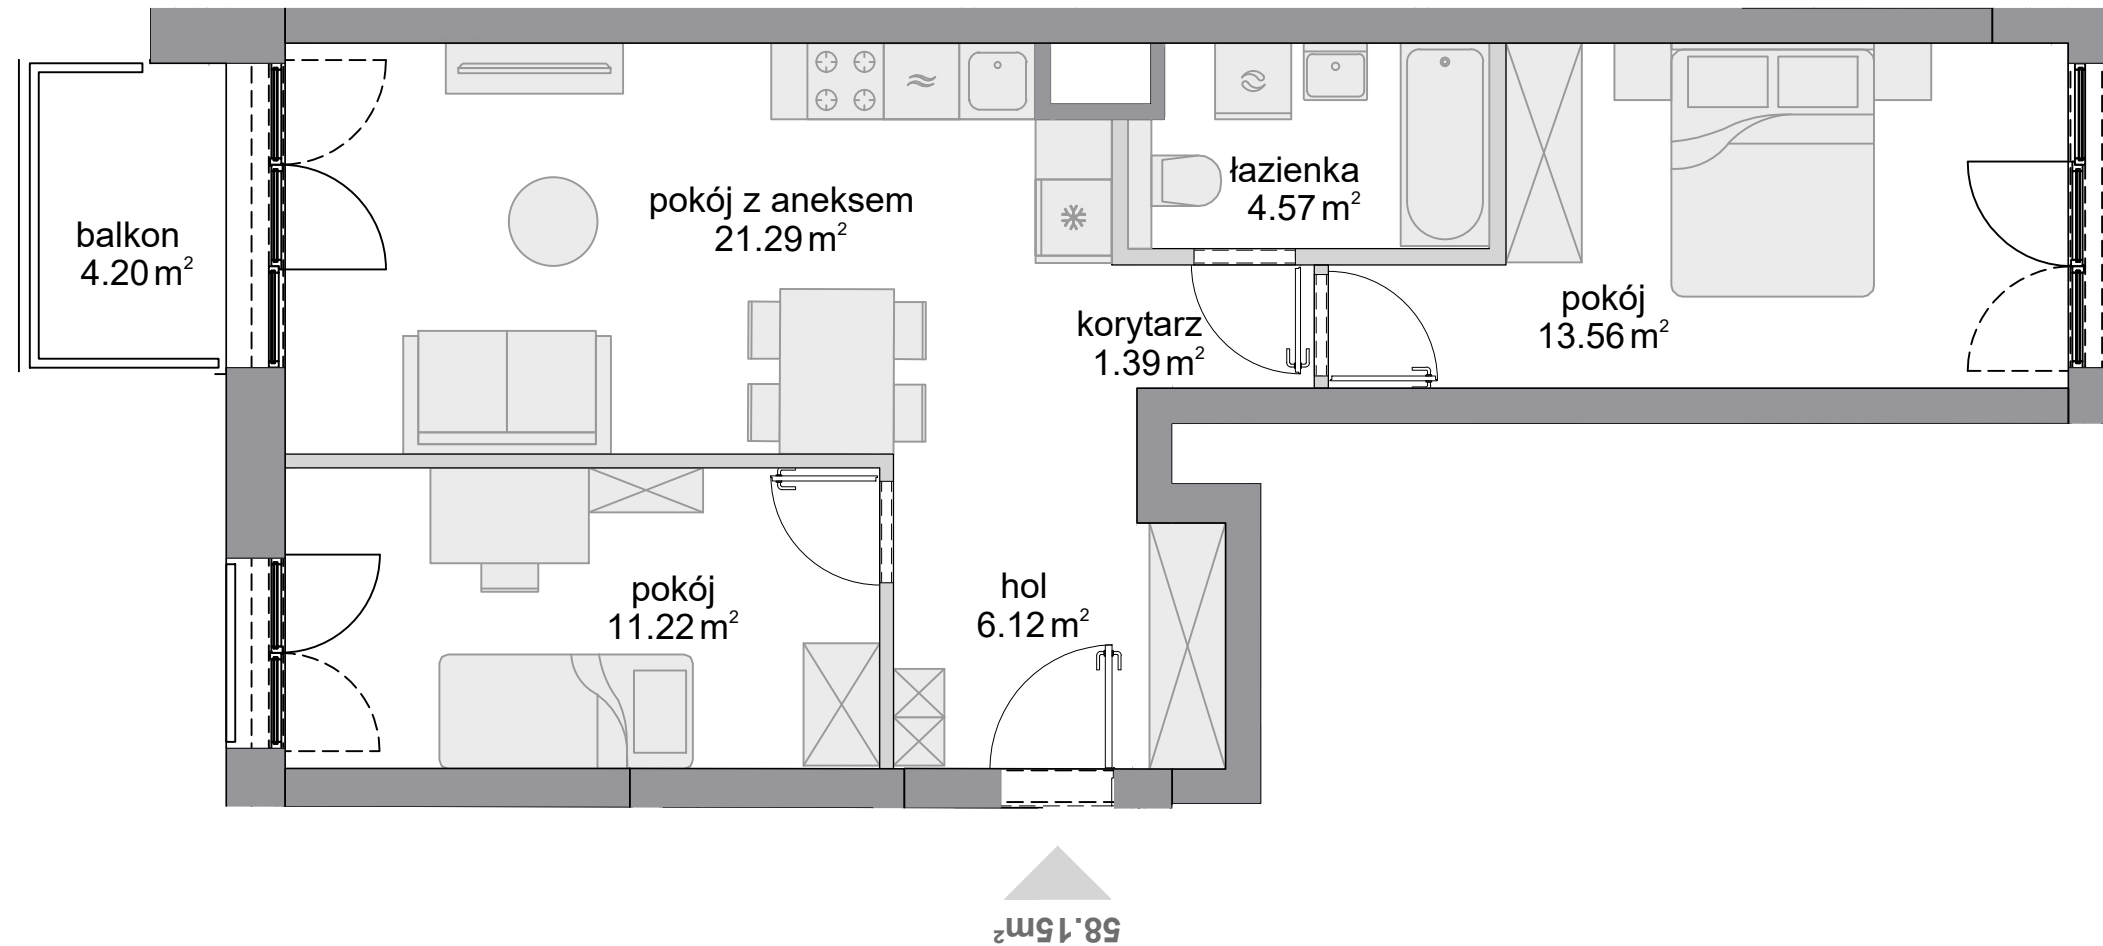 balkon
4.20 m²
pokój z aneksem
21.29 m²
łazienka
4.57 m²
korytarz
1.39 m²
pokój
13.56 m²
pokój
11.22 m²
hol
6.12 m²
58.15m²